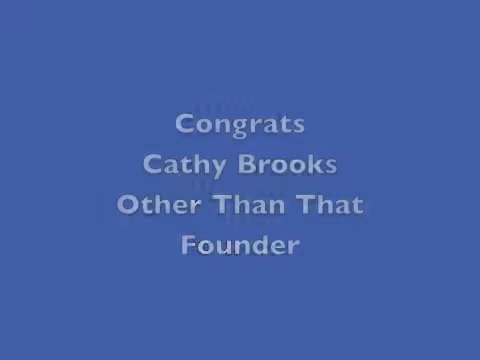 Congrats
Cathy Brooks
Other Than That
Founder